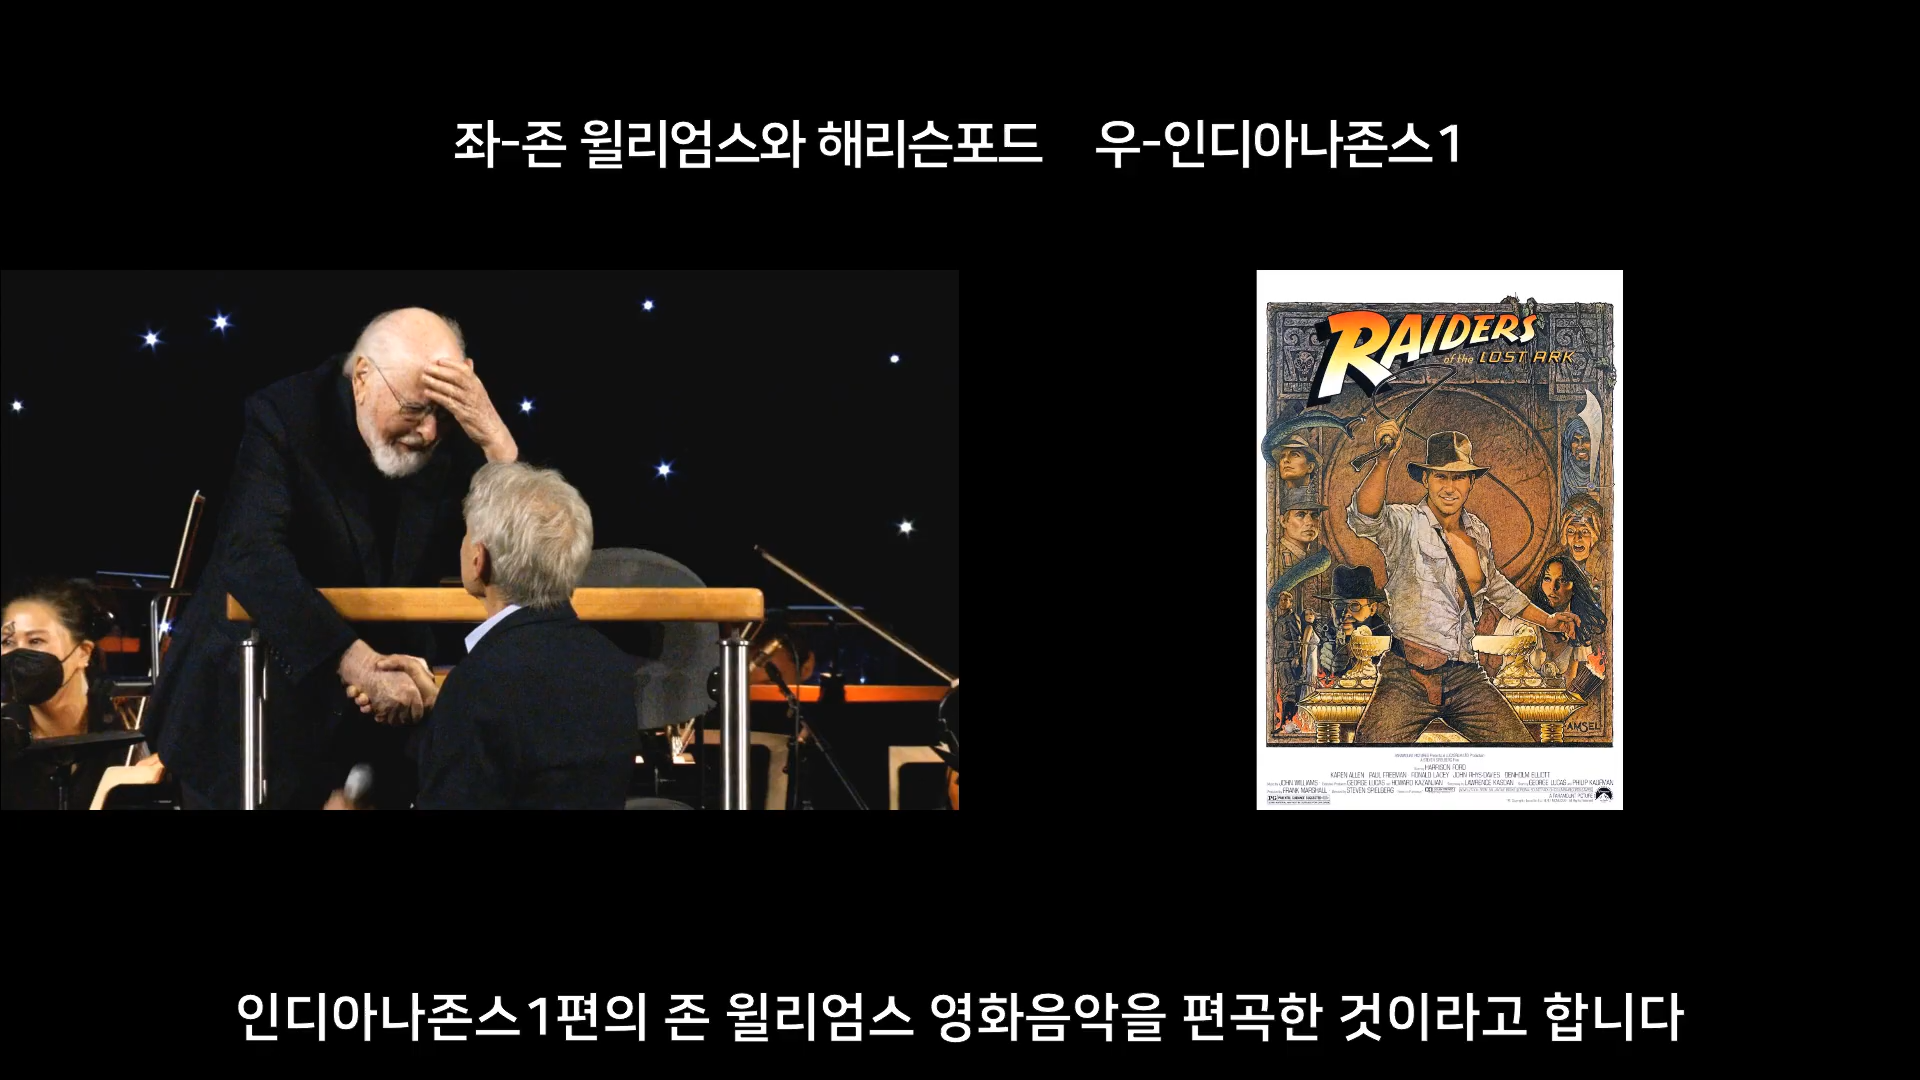 좌-존 윌리엄스와 해리슨포드 우-인디아나존스1
RAIDERS
of the LOST ARK
AMSEL
HARRISON FORD
KAREN ALLEN PAUL FREEMAN RONALD LACEY JOHN RHYS-DAVIES DENHOLM ELLIOTT
JOHN WILLIAMS GEORGE LUCAS HOWARD KAZANJIAN LAWRENCE KASDAN GEORGE LUCAS PHILIP KAUFMAN
FRANK MARSHALL STEVEN SPIELBERG
A PARAMOUNT PICTURE
PG
인디아나존스1편의 존 윌리엄스 영화음악을 편곡한 것이라고 합니다